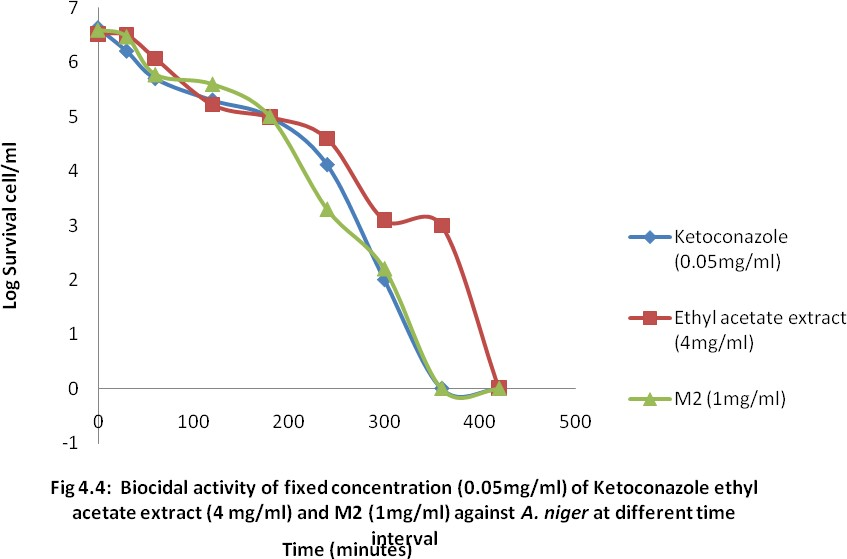 7
6
5
4
3
2
1
0
-1
0 100 200 300 400 500
Log Survival cell/ml
Ketoconazole
(0.05mg/ml)
Ethyl acetate extract
(4mg/ml)
M2 (1mg/ml)
Fig 4.4: Biocidal activity of fixed concentration (0.05mg/ml) of Ketoconazole ethyl
acetate extract (4 mg/ml) and M2 (1mg/ml) against A. niger at different time
interval
Time (minutes)